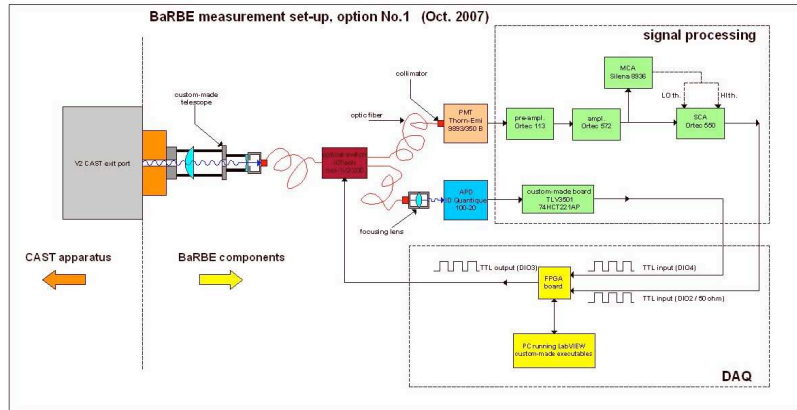 BaRBE measurement set-up, option No.1 (Oct. 2007)
signal processing
collimator
custom-made
telescope
optic fiber
MCA
Silena 8936
LO th.
HI th.
PMT
Thorn-Emi
9893/350 B
pre-ampl.
Ortec 113
ampl.
Ortec 572
SCA
Ortec 550
V2 CAST exit port
optical switch
APD
ID Quantique
100-20
custom-made board
TLV3501
74HCT221AP
focusing lens
CAST apparatus
BaRBE components
TTL output (DIO3)
FPGA
board
TTL input (DIO4)
TTL input (DIO2 / 50 ohm)
PC running LabVIEW
custom-made executables
DAQ